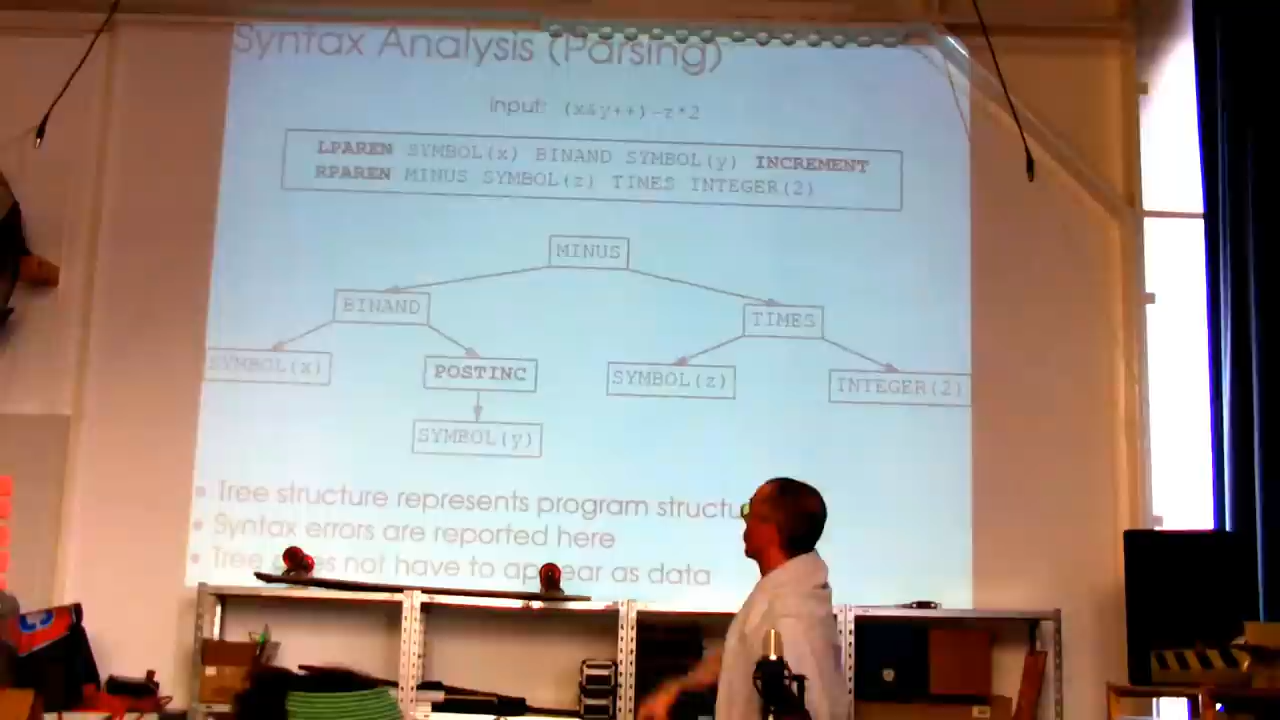 Syntax Analysis (Parsing)
Input: (x&y++)-z*2
LPAREN SYMBOL(x) BINAND SYMBOL(y) INCREMENT
RPAREN MINUS SYMBOL(z) TIMES INTEGER(2)
MINUS
BINAND TIMES
SYMBOL(x) POSTINC SYMBOL(z) INTEGER(2)
SYMBOL(y)
• Tree structure represents program structu
• Syntax errors are reported here
• Tree does not have to appear as data